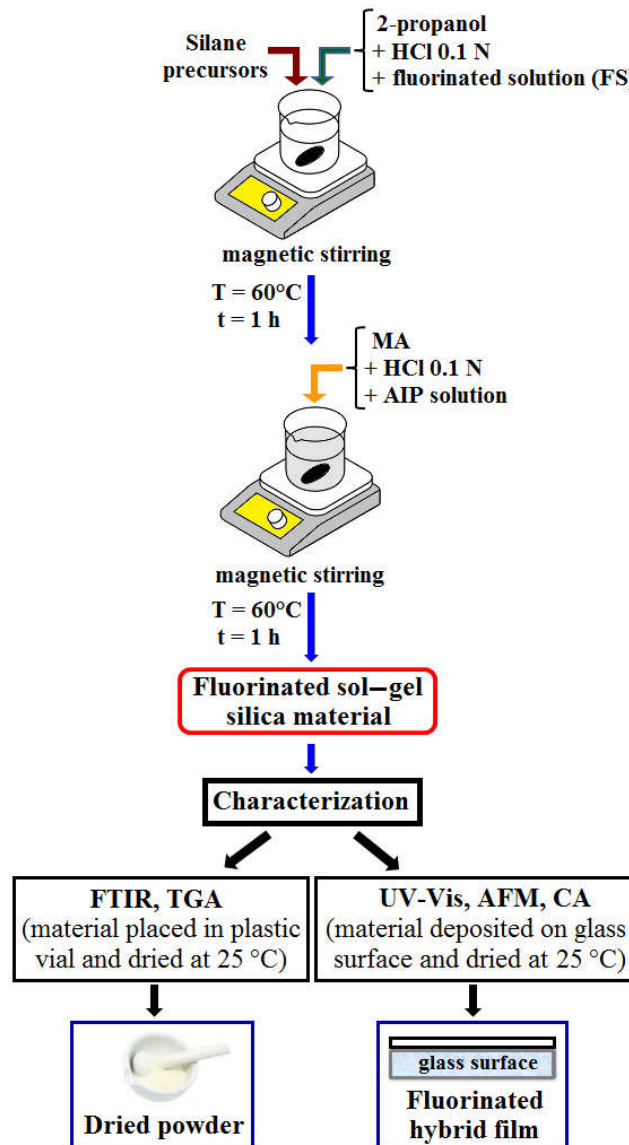 Silane
precursors
2-propanol
+ HCl 0.1 N
+ fluorinated solution (FS)
magnetic stirring
T = 60°C
t = 1 h
MA
+ HCl 0.1 N
+ AIP solution
magnetic stirring
T = 60°C
t = 1 h
Fluorinated sol–gel
silica material
Characterization
FTIR, TGA
(material placed in plastic
vial and dried at 25 °C)
UV-Vis, AFM, CA
(material deposited on glass
surface and dried at 25 °C)
Dried powder
glass surface
Fluorinated
hybrid film